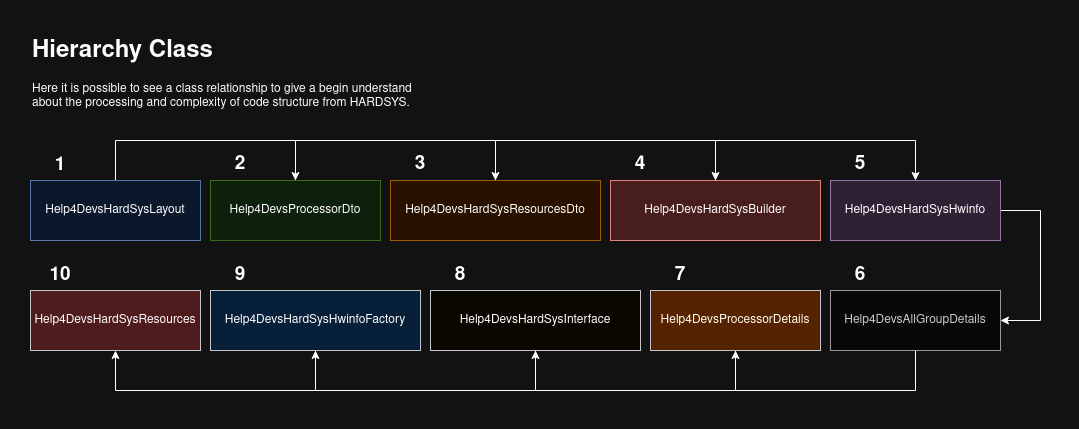 Hierarchy Class
Here it is possible to see a class relationship to give a begin understand
about the processing and complexity of code structure from HARDSYS.
1
2
3
4
5
Help4DevsHardSysLayout
Help4DevsProcessorDto
Help4DevsHardSysResourcesDto
Help4DevsHardSysBuilder
Help4DevsHardSysHwinfo
10
9
8
7
6
Help4DevsHardSysResources
Help4DevsHardSysHwinfoFactory
Help4DevsHardSysInterface
Help4DevsProcessorDetails
Help4DevsAllGroupDetails